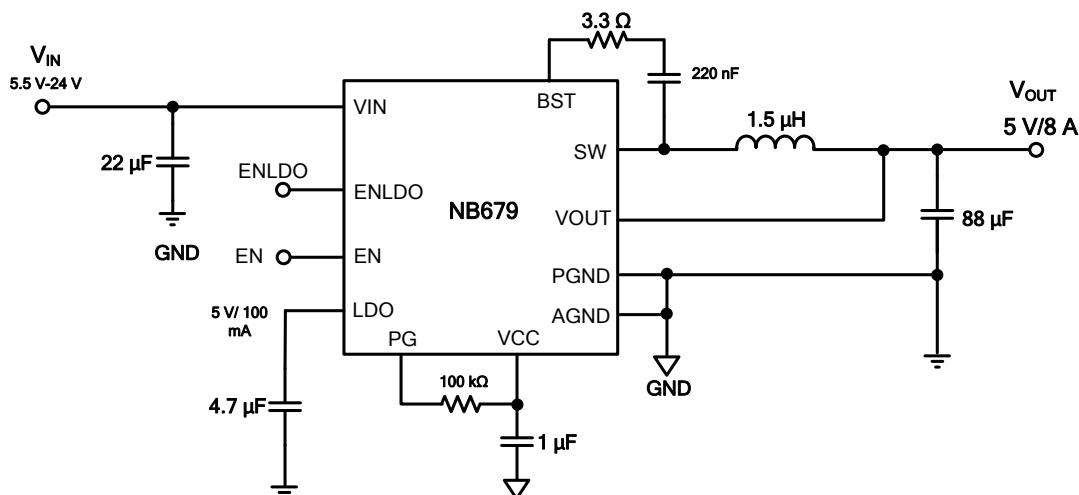 3.3 Ω
VIN
5.5 V-24 V
220 nF
VIN
BST
VOUT
5 V/8 A
1.5 µH
22 µF
SW
ENLDO
ENLDO
NB679
VOUT
88 µF
GND
EN
EN
PGND
5 V/ 100
mA
LDO
AGND
PG
VCC
GND
100 kΩ
4.7 µF
1 µF